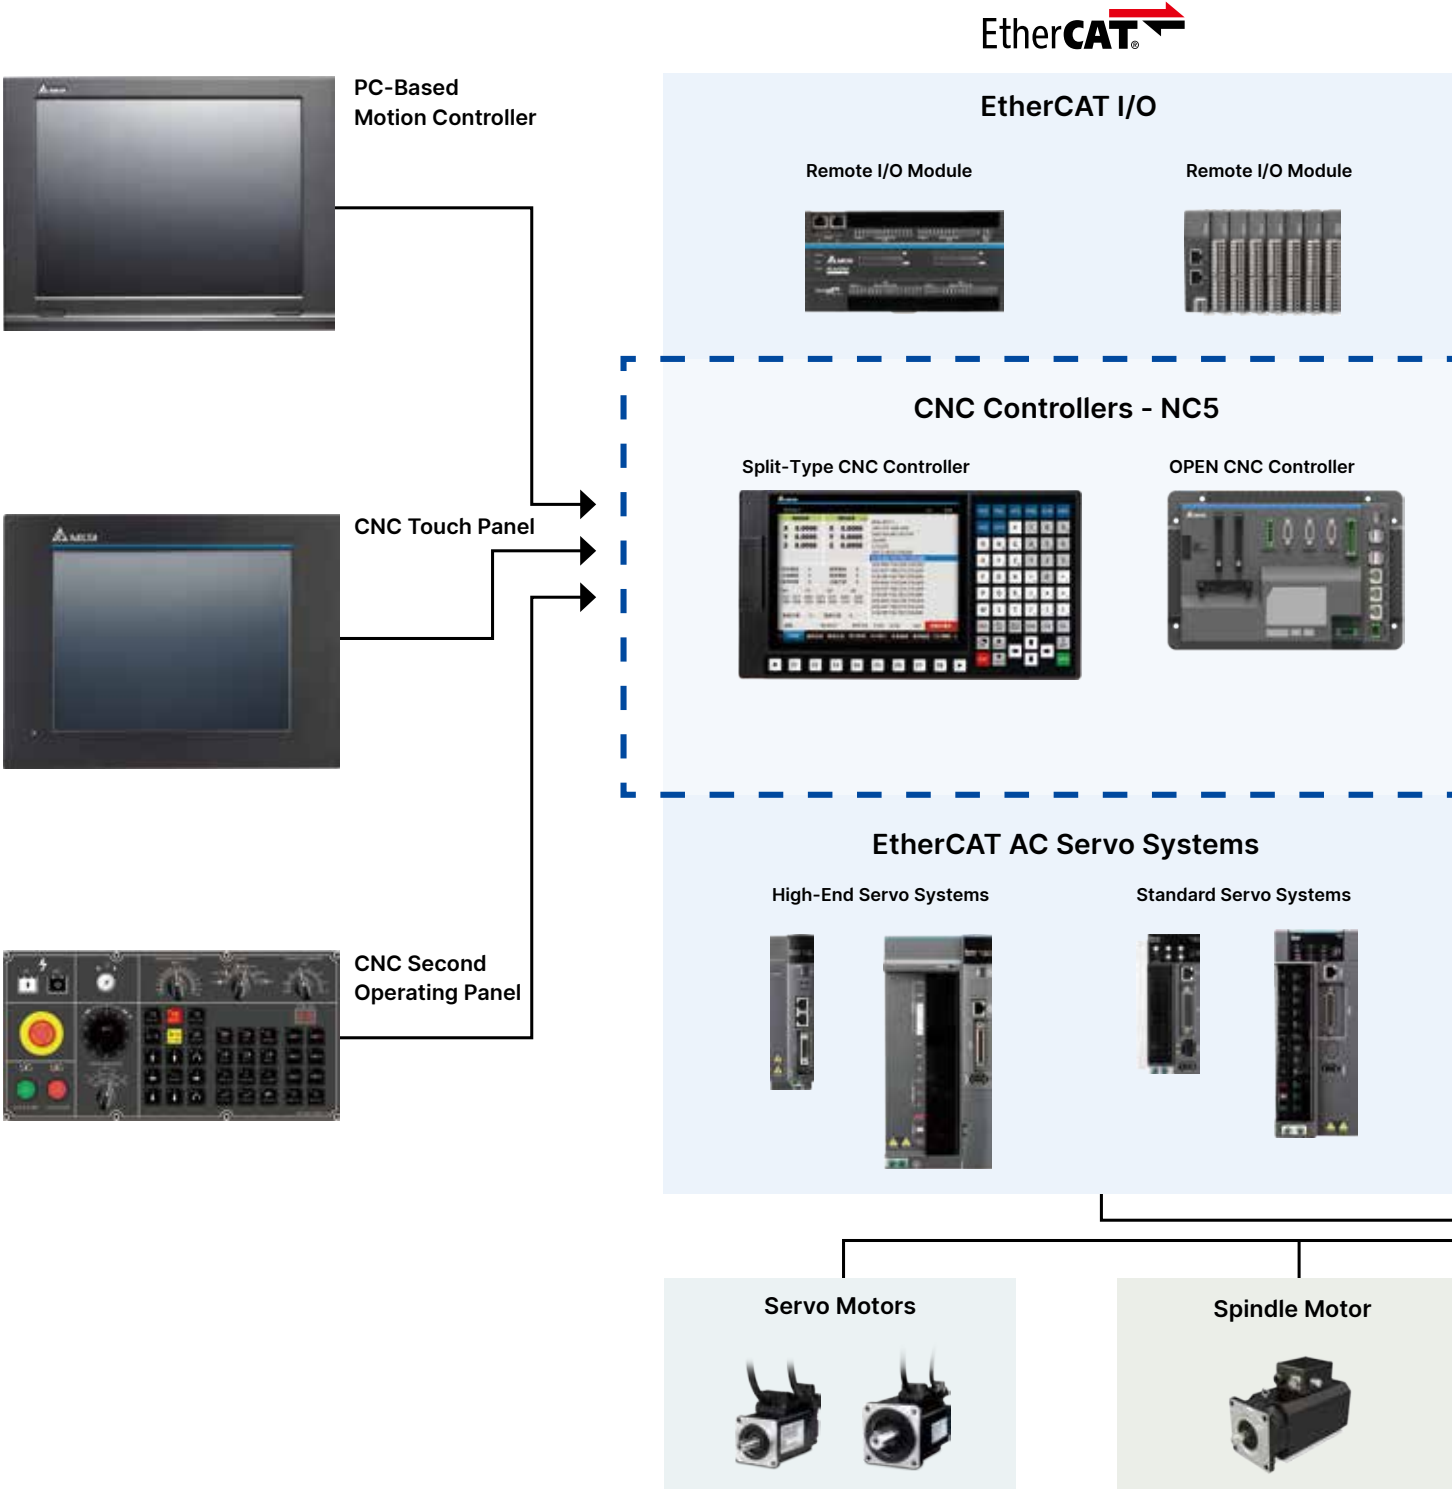 EtherCAT®
PC-Based
Motion Controller
EtherCAT I/O
Remote I/O Module
Remote I/O Module
CNC Controllers - NC5
Split-Type CNC Controller
OPEN CNC Controller
CNC Touch Panel
EtherCAT AC Servo Systems
High-End Servo Systems
Standard Servo Systems
CNC Second
Operating Panel
Servo Motors
Spindle Motor